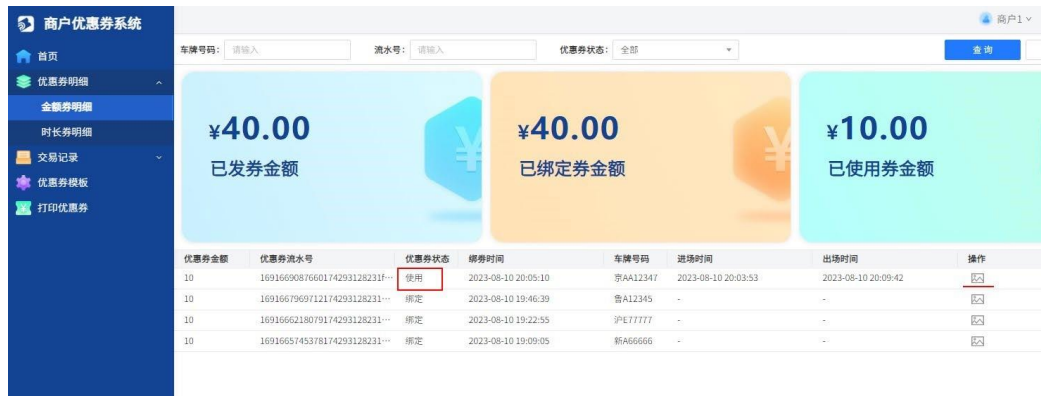 商户优惠券系统
商户1
首页
优惠券明细
金额券明细
时长券明细
交易记录
优惠券模板
打印优惠券
车牌号码： 请输入 流水号： 请输入 优惠券状态： 全部 查询
¥40.00
已发券金额
¥40.00
已绑定券金额
¥10.00
已使用券金额
优惠券金额 优惠券流水号 优惠券状态 绑券时间 车牌号码 进场时间 出场时间 操作
10 1691669087660174293128231f… 使用 2023-08-10 20:05:10 京AA12347 2023-08-10 20:03:53 2023-08-10 20:09:42
10 1691667969712174293128231… 绑定 2023-08-10 19:46:39 鲁A12345 - -
10 1691666218079174293128231… 绑定 2023-08-10 19:22:55 沪E77777 - -
10 1691665745378174293128231… 绑定 2023-08-10 19:09:05 新A66666 - -